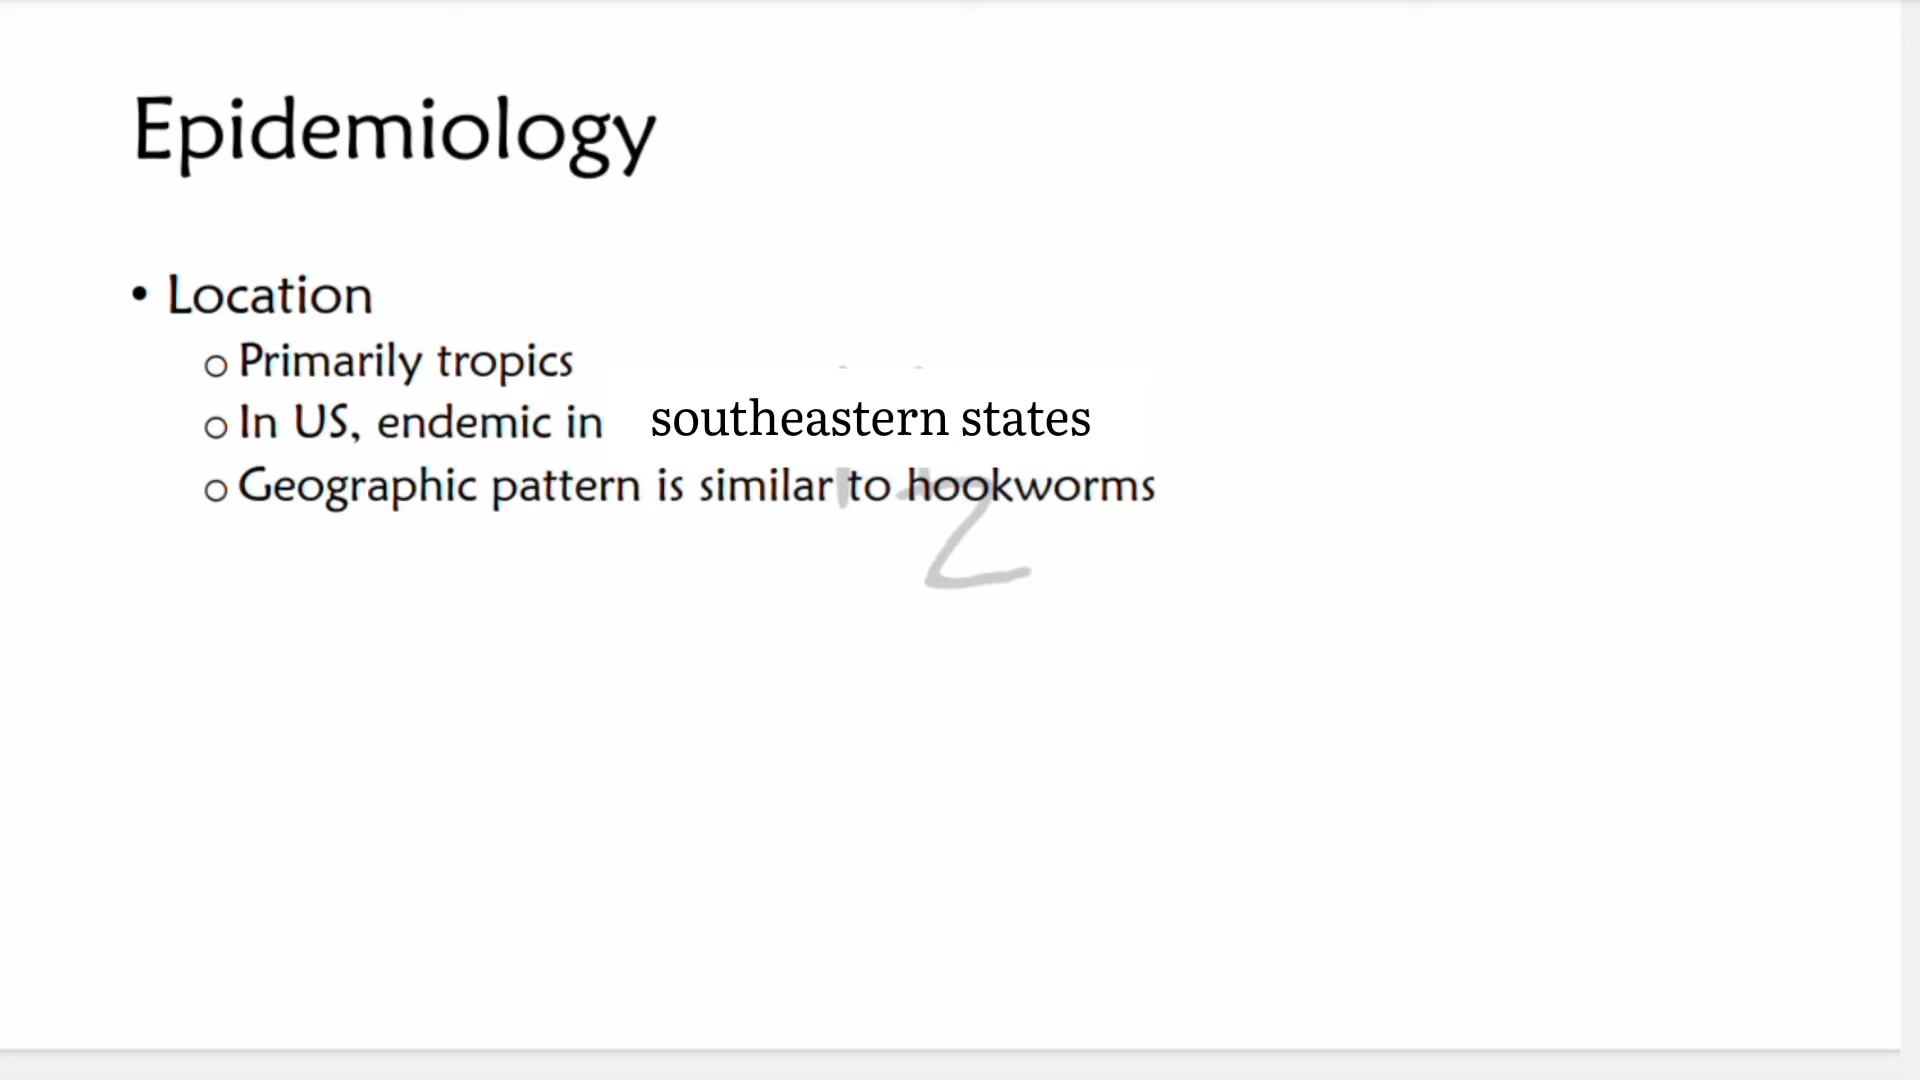 Epidemiology
• Location
o Primarily tropics
o In US, endemic in southeastern states
o Geographic pattern is similar to hookworms